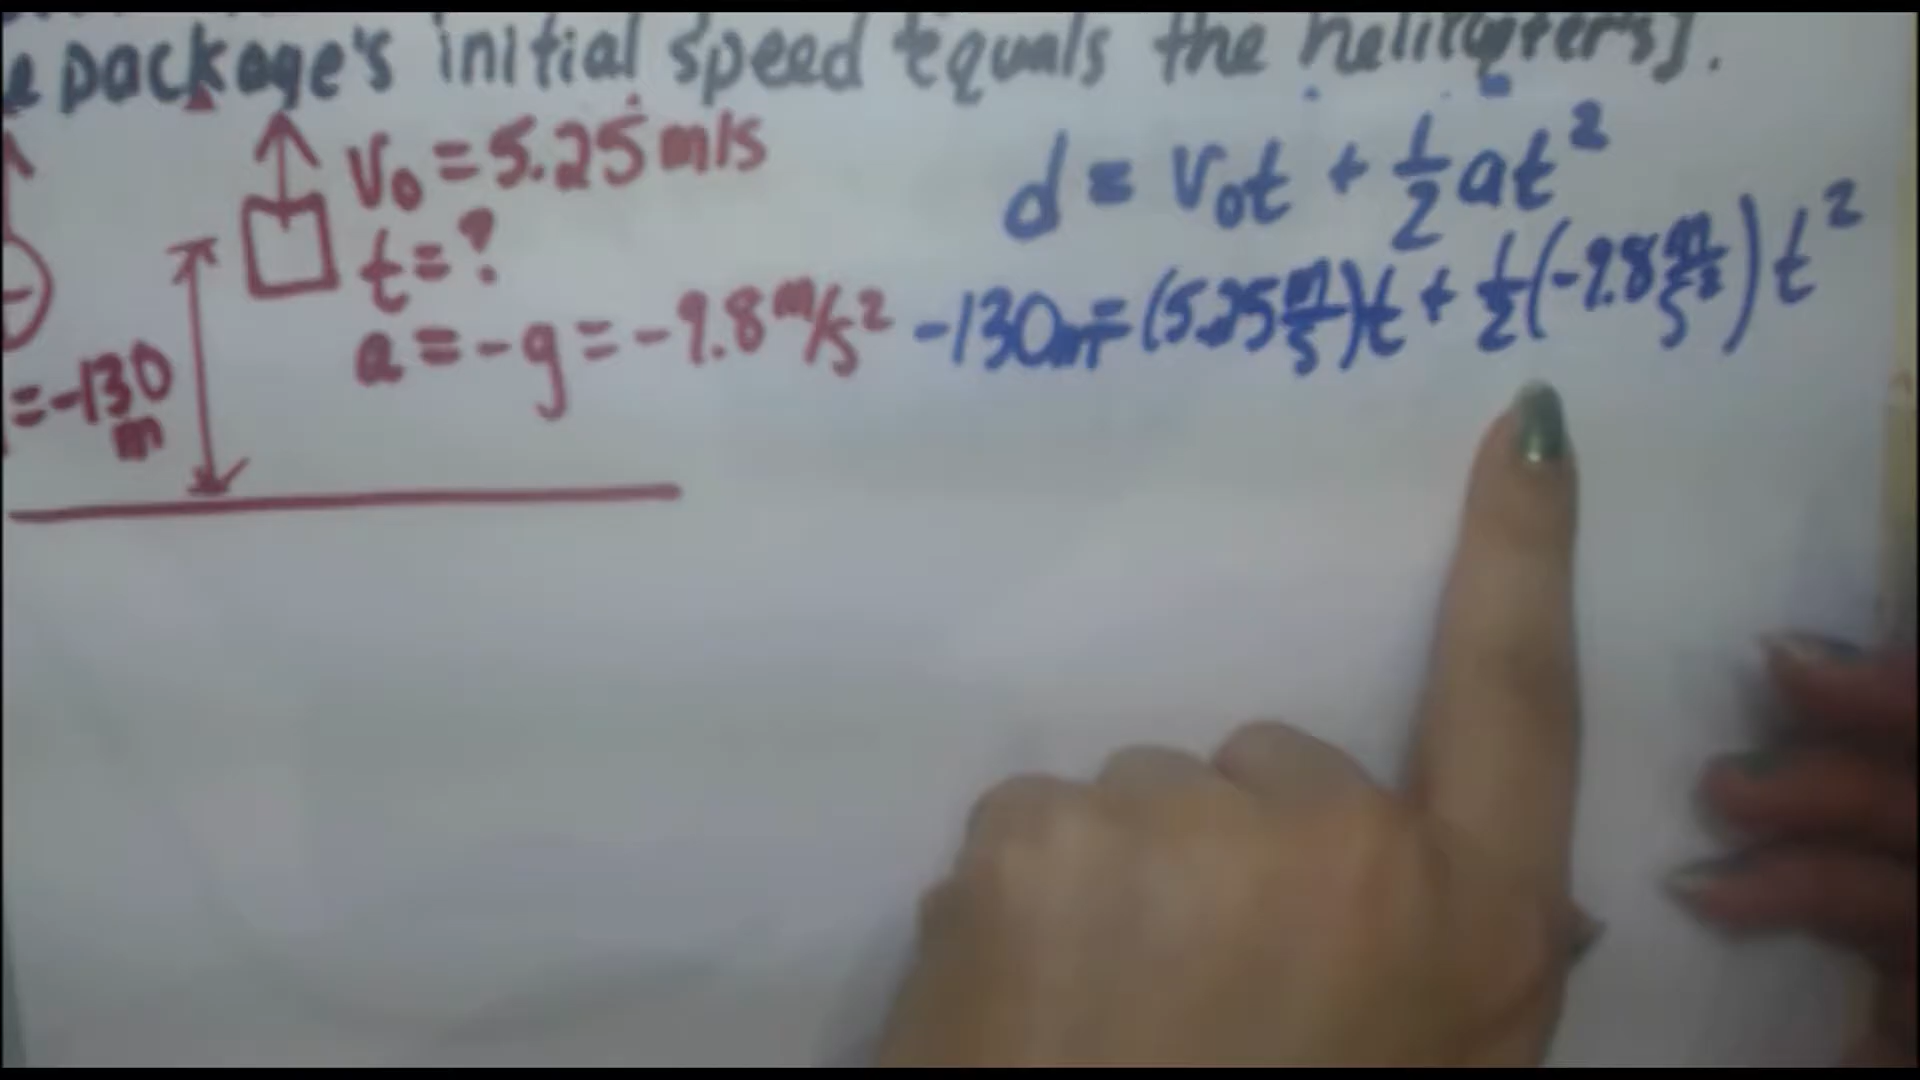 package's initial speed equals the helicopter's].
v₀ = 5.25 m/s
t = ?
a = -g = -9.8 m/s²
= -130 m
d = v₀t + ½at²
-130m = (5.25 m/s)t + ½(-9.8 m/s²)t²